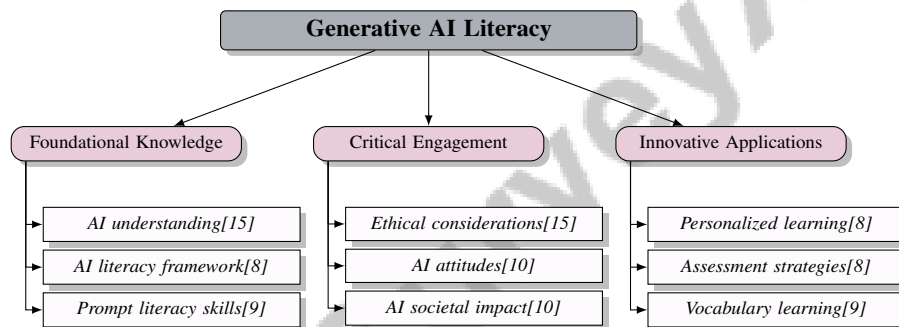 Generative AI Literacy
Foundational Knowledge
AI understanding[15]
AI literacy framework[8]
Prompt literacy skills[9]
Critical Engagement
Ethical considerations[15]
AI attitudes[10]
AI societal impact[10]
Innovative Applications
Personalized learning[8]
Assessment strategies[8]
Vocabulary learning[9]